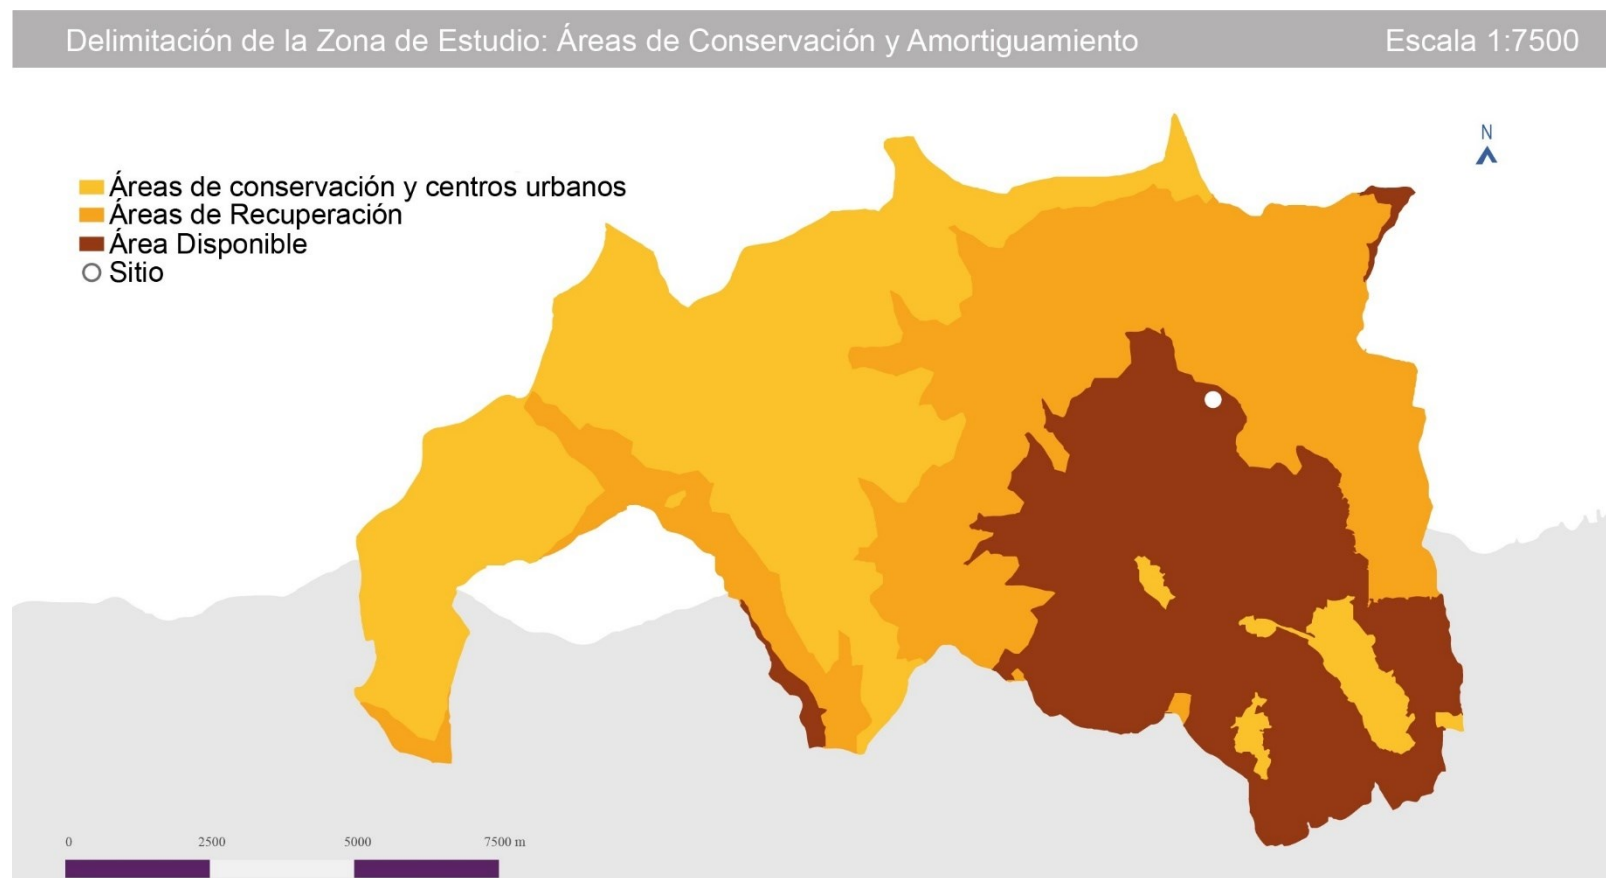 Delimitación de la Zona de Estudio: Áreas de Conservación y Amortiguamiento Escala 1:7500
N
Áreas de conservación y centros urbanos
Áreas de Recuperación
Área Disponible
Sitio
0 2500 5000 7500 m